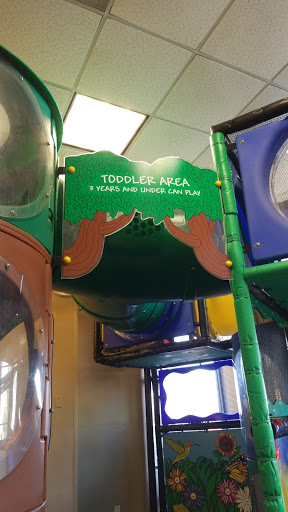 TODDLER AREA
3 YEARS AND UNDER CAN PLAY